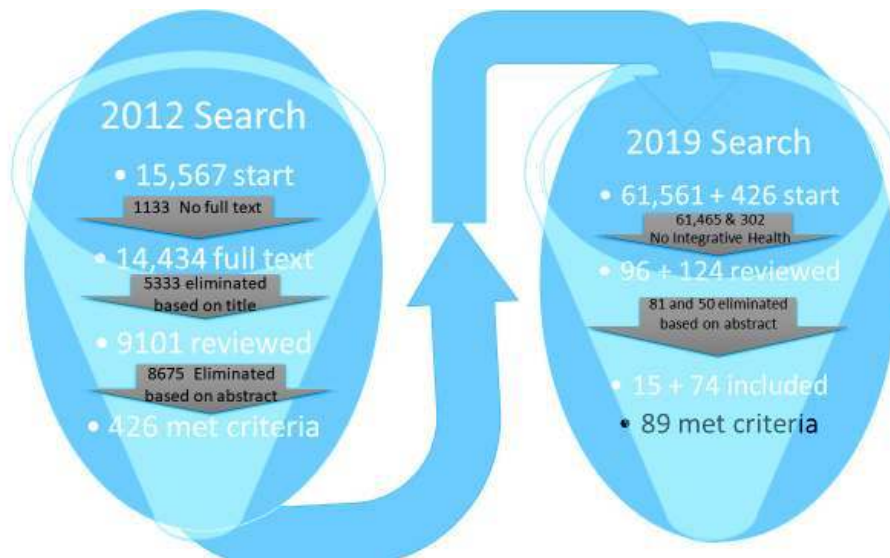 2012 Search
• 15,567 start
1133 No full text
• 14,434 full text
5333 eliminated
based on title
• 9101 reviewed
8675 Eliminated
based on abstract
• 426 met criteria
2019 Search
• 61,561 + 426 start
61,465 & 302
No Integrative Health
• 96 + 124 reviewed
81 and 50 eliminated
based on abstract
• 15 + 74 included
• 89 met criteria